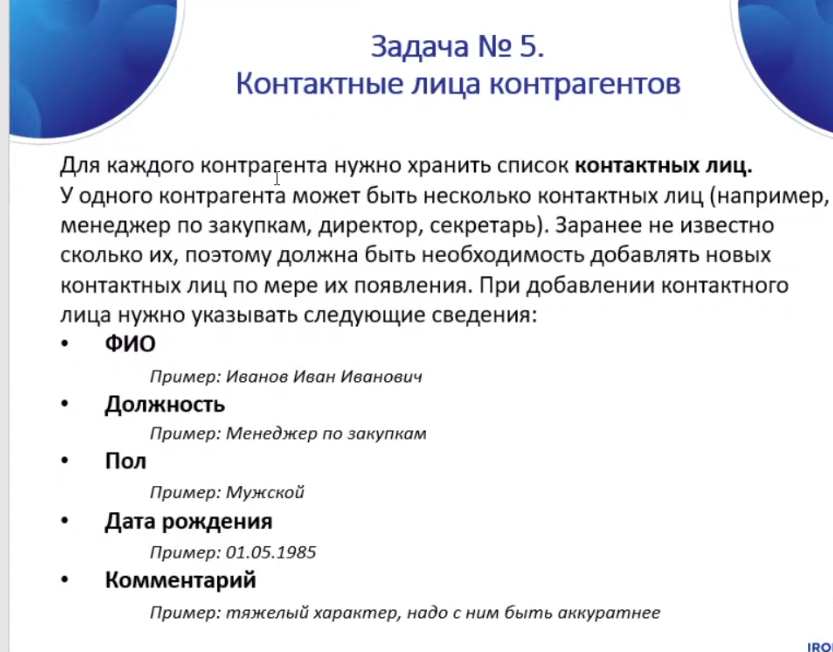 Задача № 5.
Контактные лица контрагентов
Для каждого контрагента нужно хранить список контактных лиц.
У одного контрагента может быть несколько контактных лиц (например,
менеджер по закупкам, директор, секретарь). Заранее не известно
сколько их, поэтому должна быть необходимость добавлять новых
контактных лиц по мере их появления. При добавлении контактного
лица нужно указывать следующие сведения:
• ФИО
Пример: Иванов Иван Иванович
• Должность
Пример: Менеджер по закупкам
• Пол
Пример: Мужской
• Дата рождения
Пример: 01.05.1985
• Комментарий
Пример: тяжелый характер, надо с ним быть аккуратнее